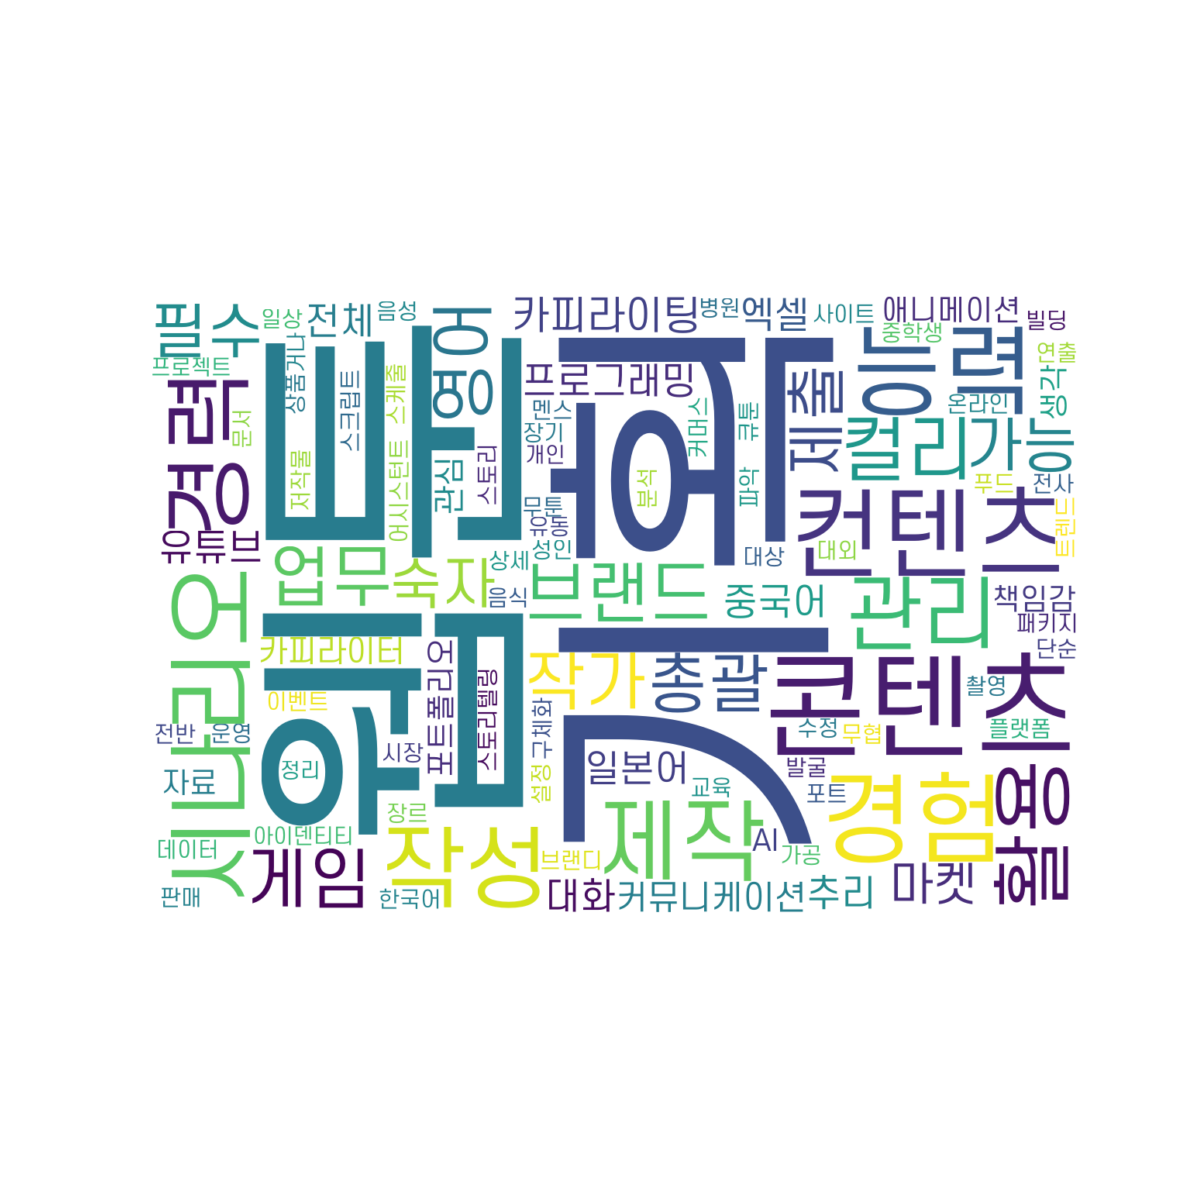 웹툰
기획
콘텐츠
컨텐츠
시나리오
경험
제작
작성
경력
능력
활용
관리
브랜드
작가
총괄
게임
업무
숙자
영어
필수
컬리
가능
제출
마켓
추리
대화
커뮤니케이션
일본어
중국어
카피라이팅
카피라이터
프로그래밍
엑셀
유튜브
전체
관심
포트폴리오
스토리텔링
애니메이션
책임감
자료
생각
음성
일상
프로젝트
문서
상품거나
스크립트
스케줄
저작물
어시스턴트
스토리
병원
사이트
중학생
빌딩
연출
온라인
멘스
장기
개인
커머스
큐툰
분석
파악
무툰
유동
성인
상세
음식
대상
대외
푸드
전사
트렌드
패키지
단순
촬영
플랫폼
수정
무협
발굴
포트
교육
AI
가공
구체화
설정
이벤트
시장
전반
운영
정리
장르
아이덴티티
데이터
판매
한국어
브랜디